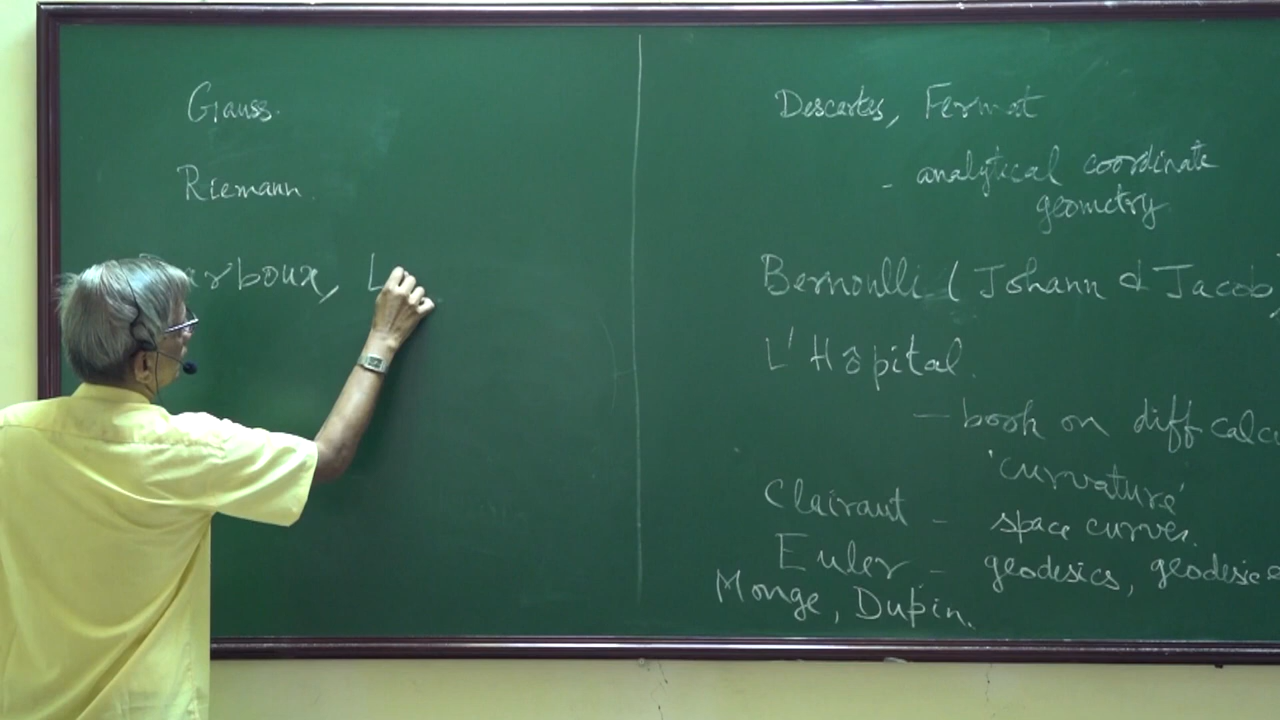 Gauss.
Riemann.
arboux, L
Descartes, Fermat
- analytical coordinate
geometry
Bernoulli (Johann & Jacob)
L'Hôpital.
- book on diff calc
'curvature'
Clairaut - space curves.
Euler - geodesics, geodesic
Monge, Dupin.